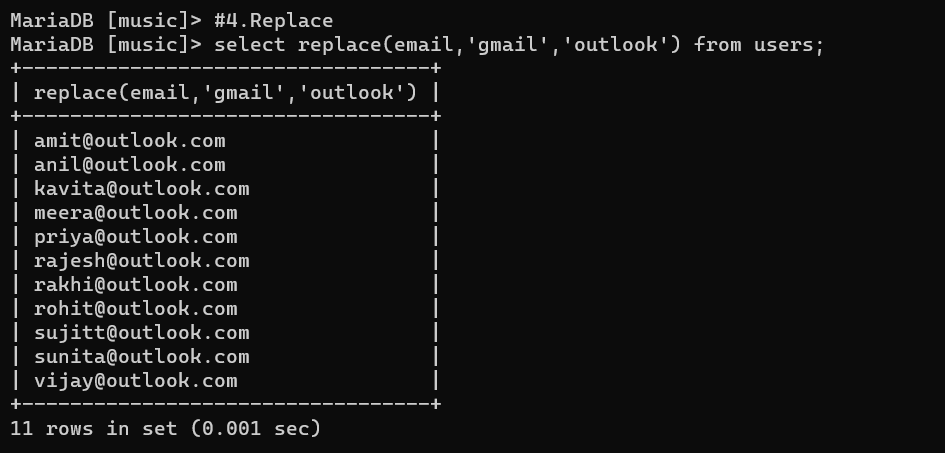 MariaDB [music]> #4.Replace
MariaDB [music]> select replace(email,'gmail','outlook') from users;
+----------------------------------+
| replace(email,'gmail','outlook') |
+----------------------------------+
| amit@outlook.com                 |
| anil@outlook.com                 |
| kavita@outlook.com               |
| meera@outlook.com                |
| priya@outlook.com                |
| rajesh@outlook.com               |
| rakhi@outlook.com                |
| rohit@outlook.com                |
| sujitt@outlook.com               |
| sunita@outlook.com               |
| vijay@outlook.com                |
+----------------------------------+
11 rows in set (0.001 sec)